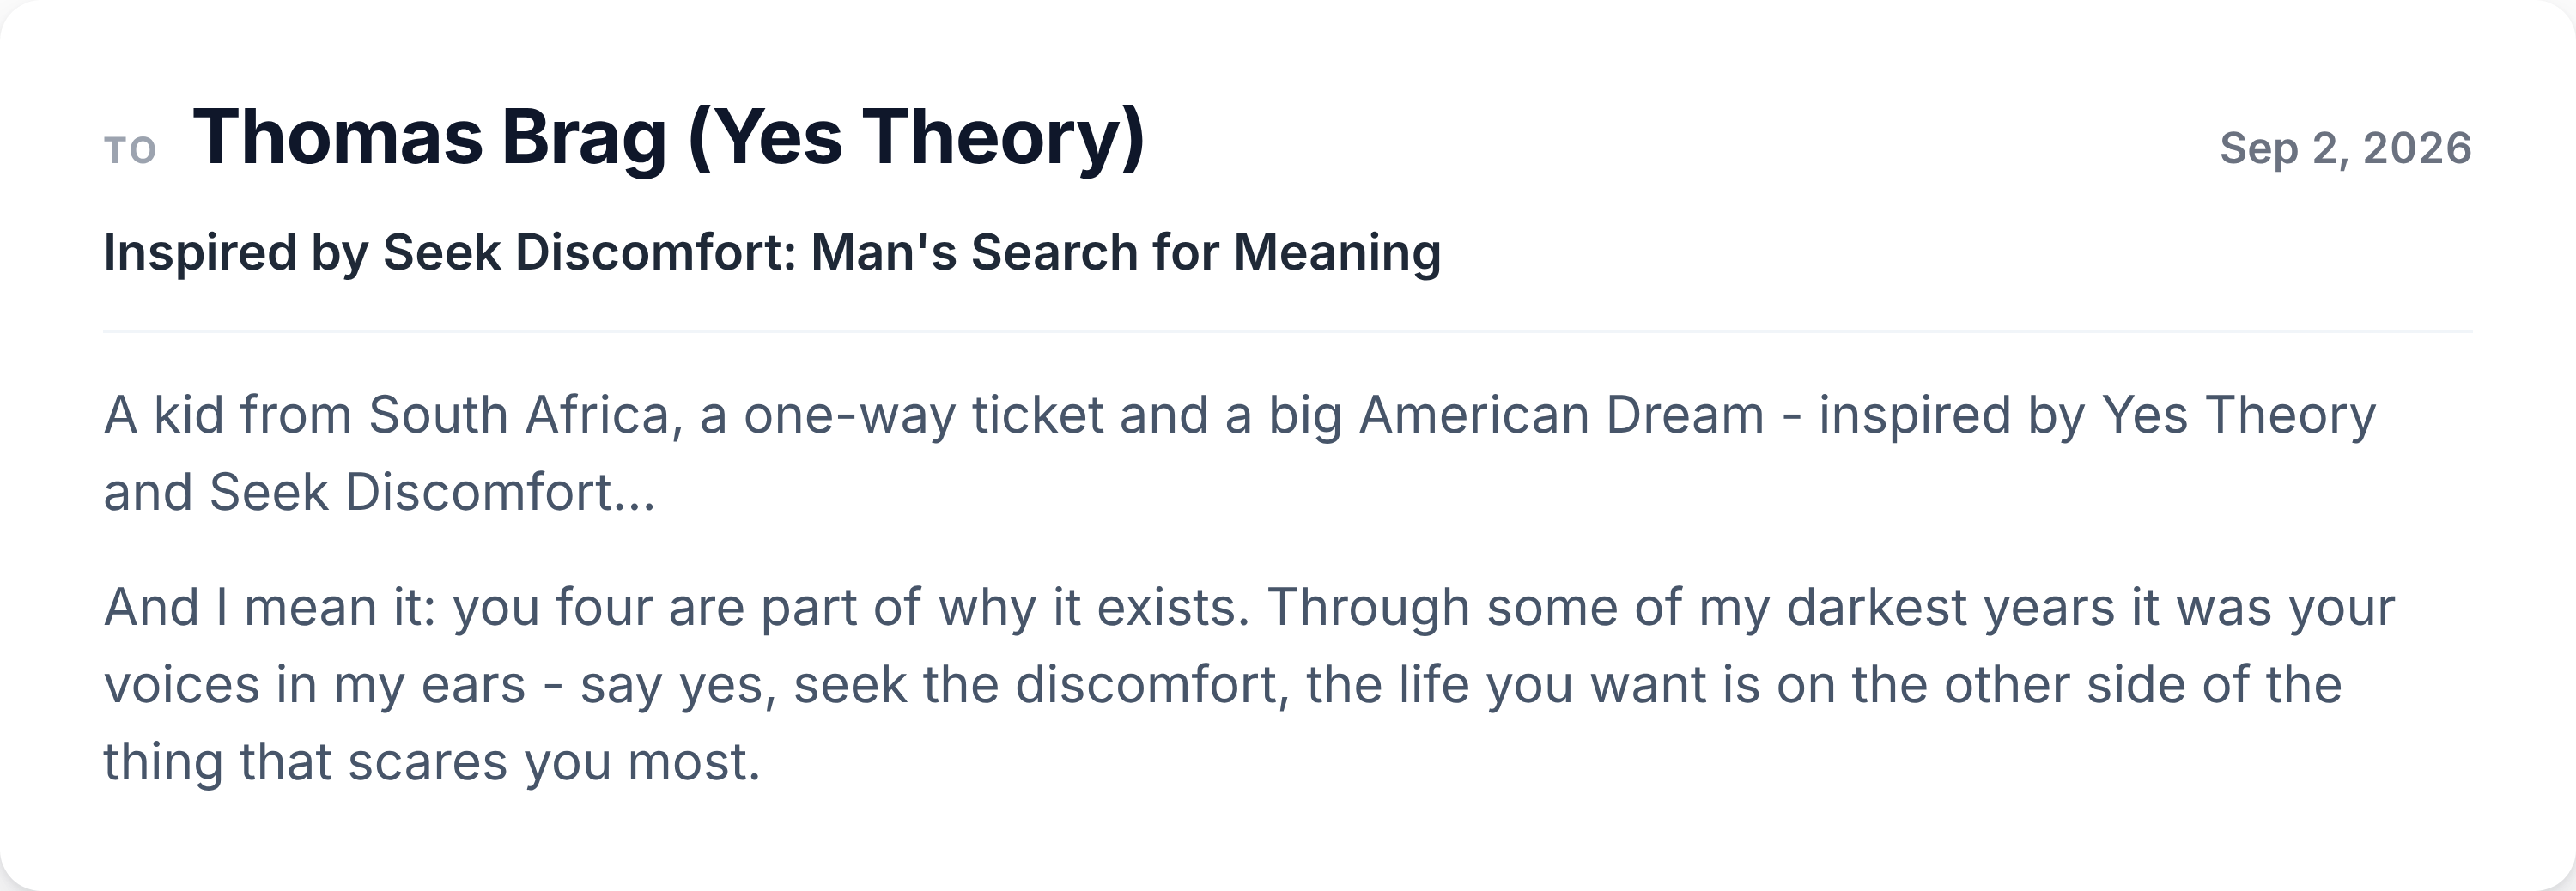 TO Thomas Brag (Yes Theory) Sep 2, 2026
Inspired by Seek Discomfort: Man's Search for Meaning
A kid from South Africa, a one-way ticket and a big American Dream - inspired by Yes Theory
and Seek Discomfort...
And I mean it: you four are part of why it exists. Through some of my darkest years it was your
voices in my ears - say yes, seek the discomfort, the life you want is on the other side of the
thing that scares you most.